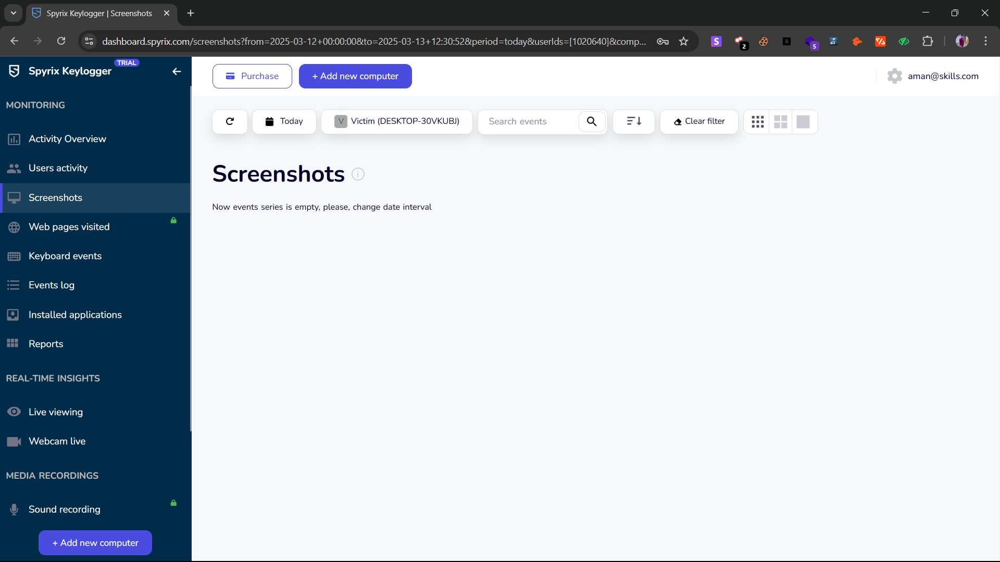 Spyrix Keylogger | Screenshots
dashboard.spyrix.com/screenshots?from=2025-03-12+00:00:00&to=2025-03-13+12:30:52&period=today&userIds=[1020640]&comp...
S
2
H
5
d3
Spyrix Keylogger
TRIAL
Purchase
+ Add new computer
aman@skills.com
MONITORING
Activity Overview
Users activity
Screenshots
Web pages visited
Keyboard events
Events log
Installed applications
Reports
REAL-TIME INSIGHTS
Live viewing
Webcam live
MEDIA RECORDINGS
Sound recording
+ Add new computer
Today
V Victim (DESKTOP-30VKUBJ)
Search events
Clear filter
Screenshots
Now events series is empty, please, change date interval